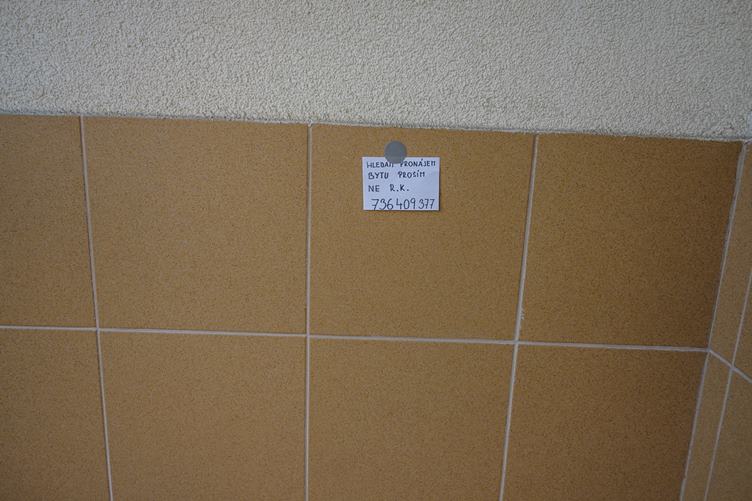 HLEDÁM PRONÁJEM
BYTU PROSÍM
NE R.K.
736409377